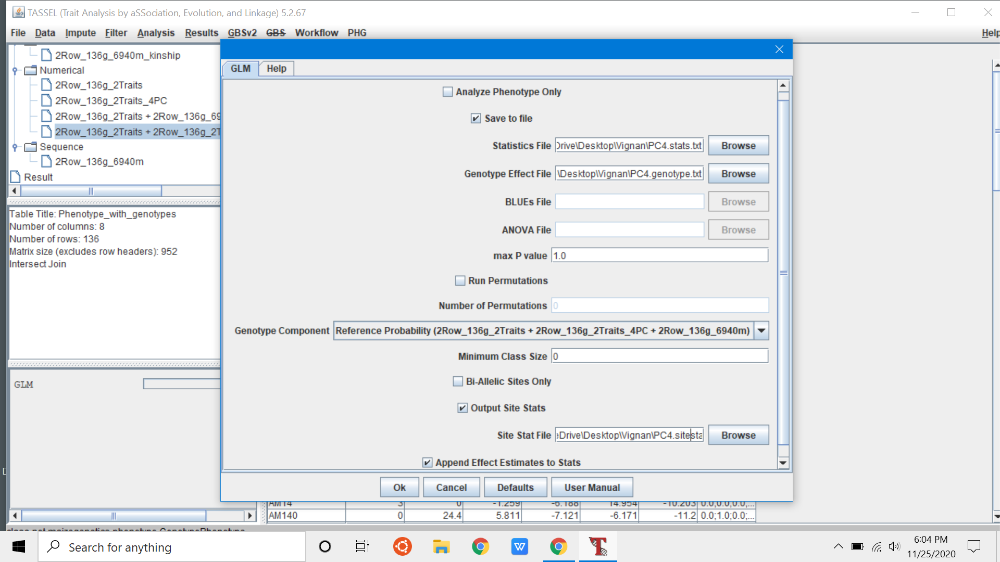 TASSEL (Trait Analysis by aSSociation, Evolution, and Linkage) 5.2.67
File Data Impute Filter Analysis Results GBSv2 GBS Workflow PHG Help
2Row_136g_6940m_kinship
Numerical
2Row_136g_2Traits
2Row_136g_2Traits_4PC
2Row_136g_2Traits + 2Row_136g_69
2Row_136g_2Traits + 2Row_136g_2T
Sequence
2Row_136g_6940m
Result
Table Title: Phenotype_with_genotypes
Number of columns: 8
Number of rows: 136
Matrix size (excludes row headers): 952
Intersect Join
GLM
GLM Help
Analyze Phenotype Only
Save to file
Statistics File Drive\Desktop\Vignan\PC4.stats.txt Browse
Genotype Effect File \Desktop\Vignan\PC4.genotype.txt Browse
BLUEs File Browse
ANOVA File Browse
max P value 1.0
Run Permutations
Number of Permutations 0
Genotype Component Reference Probability (2Row_136g_2Traits + 2Row_136g_2Traits_4PC + 2Row_136g_6940m)
Minimum Class Size 0
Bi-Allelic Sites Only
Output Site Stats
Site Stat File eDrive\Desktop\Vignan\PC4.sitesta Browse
Append Effect Estimates to Stats
Ok Cancel Defaults User Manual
AM14 3 0 -1.259 -6.188 14.954 -10.203 0.0;0.0;0.0;...
AM140 0 24.4 5.811 -7.121 -6.171 -11.2 0.0;1.0;0.0;...
class net.maizegenetics.phenotype.GenotypePhenotype
Search for anything
6:04 PM
11/25/2020